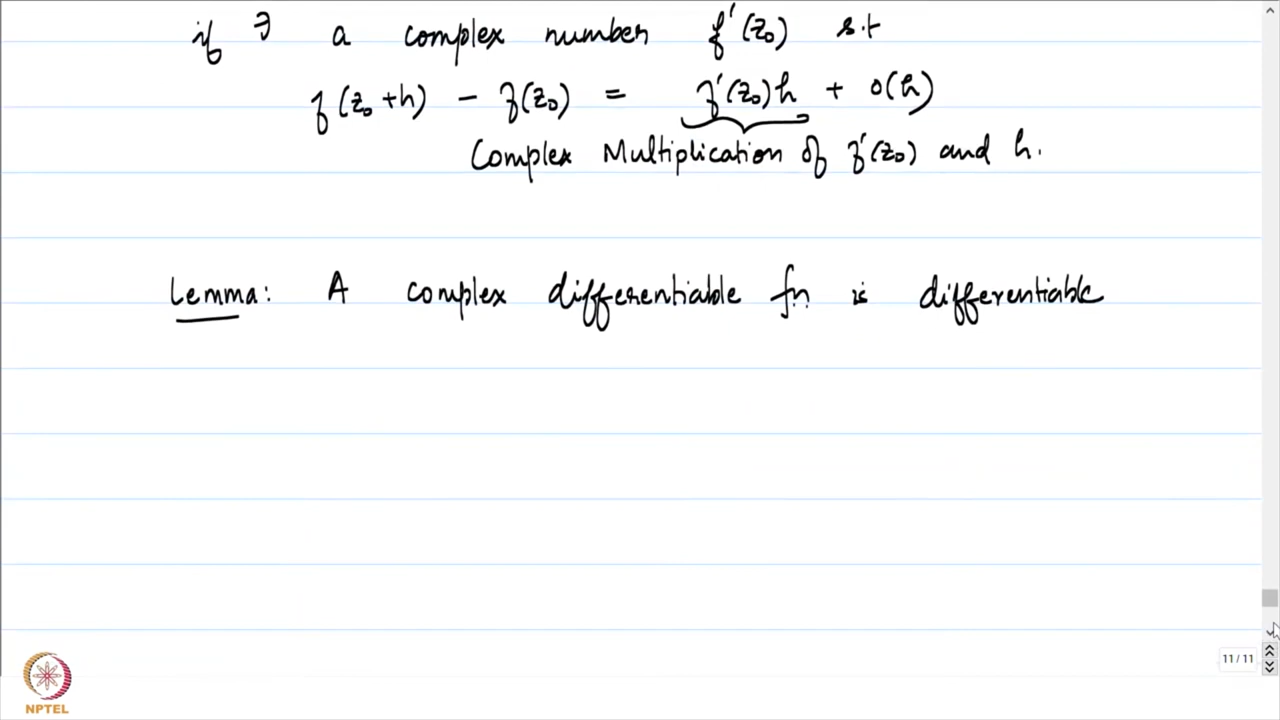 if ∃ a complex number f'(z₀) s.t
f(z₀+h) - f(z₀) = f'(z₀)h + o(h)
Complex Multiplication of f'(z₀) and h.
Lemma: A complex differentiable fn. is differentiable
11 / 11
NPTEL